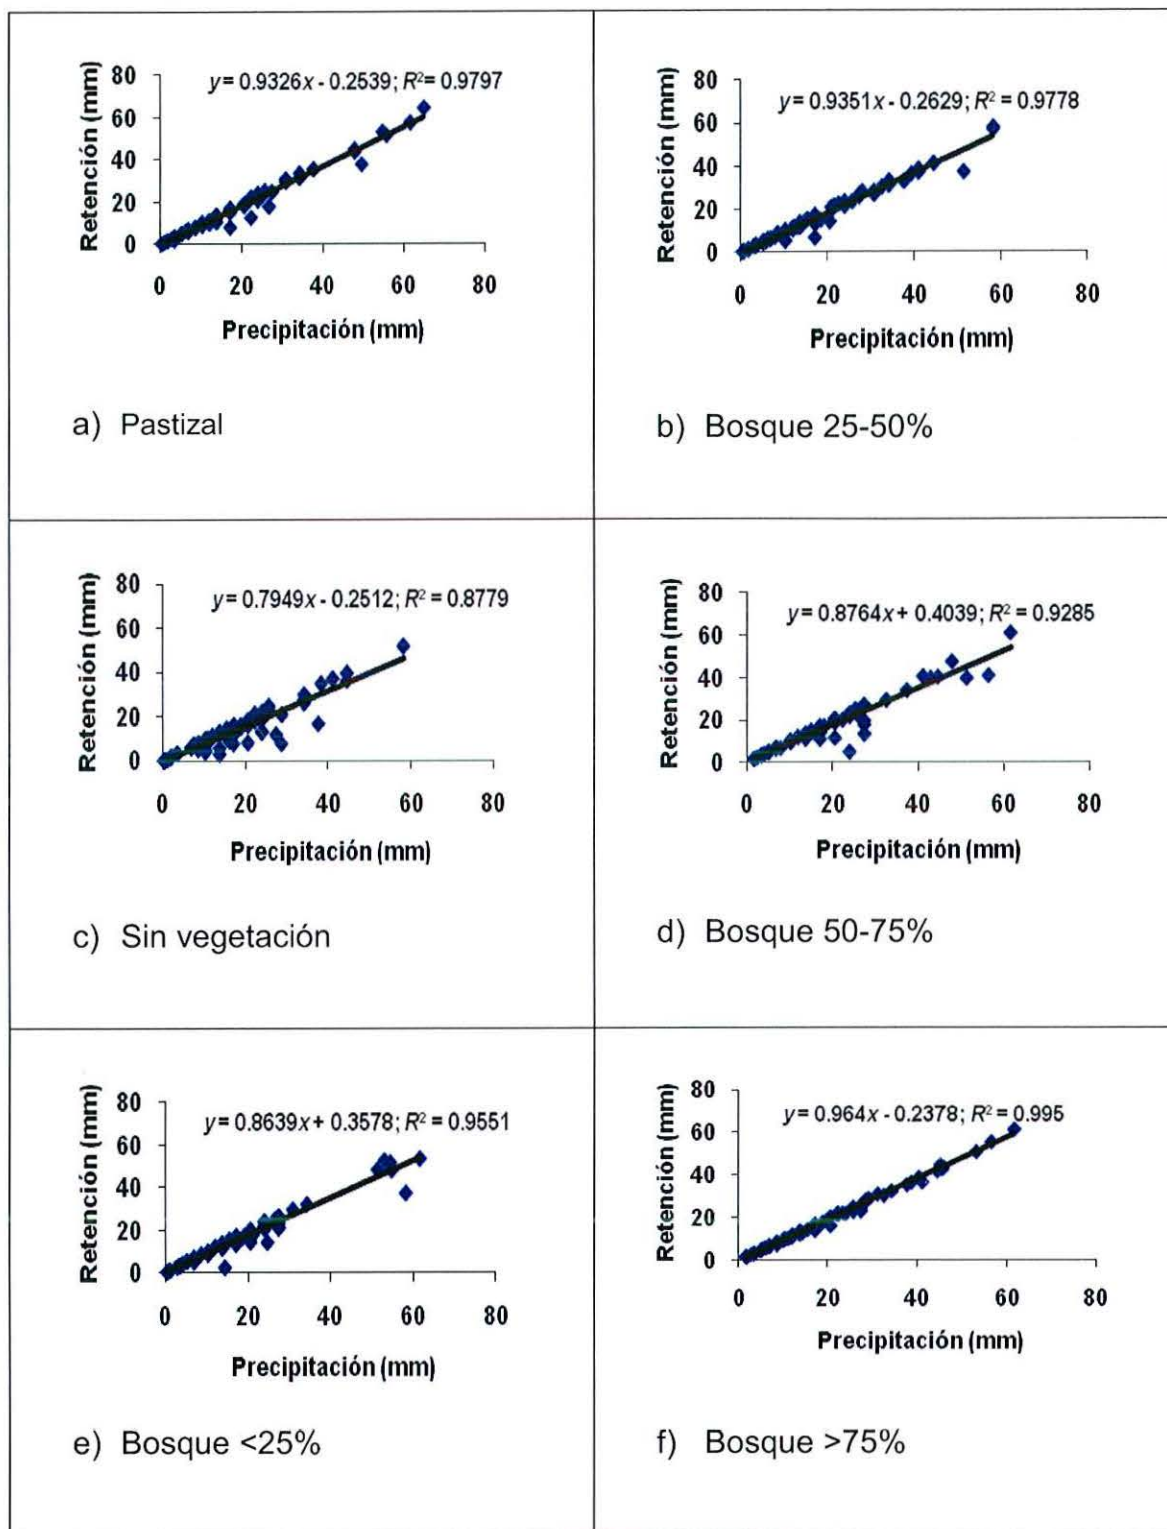 y = 0.9326x - 0.2539; R² = 0.9797
Retención (mm)
80
60
40
20
0
0 20 40 60 80
Precipitación (mm)
a) Pastizal
y = 0.9351x - 0.2629; R² = 0.9778
Retención (mm)
80
60
40
20
0
0 20 40 60 80
Precipitación (mm)
b) Bosque 25-50%
y = 0.7949x - 0.2512; R² = 0.8779
Retención (mm)
80
60
40
20
0
0 20 40 60 80
Precipitación (mm)
c) Sin vegetación
y = 0.8764x + 0.4039; R² = 0.9285
Retención (mm)
80
60
40
20
0
0 20 40 60 80
Precipitación (mm)
d) Bosque 50-75%
y = 0.8639x + 0.3578; R² = 0.9551
Retención (mm)
80
60
40
20
0
0 20 40 60 80
Precipitación (mm)
e) Bosque <25%
y = 0.964x - 0.2378; R² = 0.995
Retención (mm)
80
60
40
20
0
0 20 40 60 80
Precipitación (mm)
f) Bosque >75%